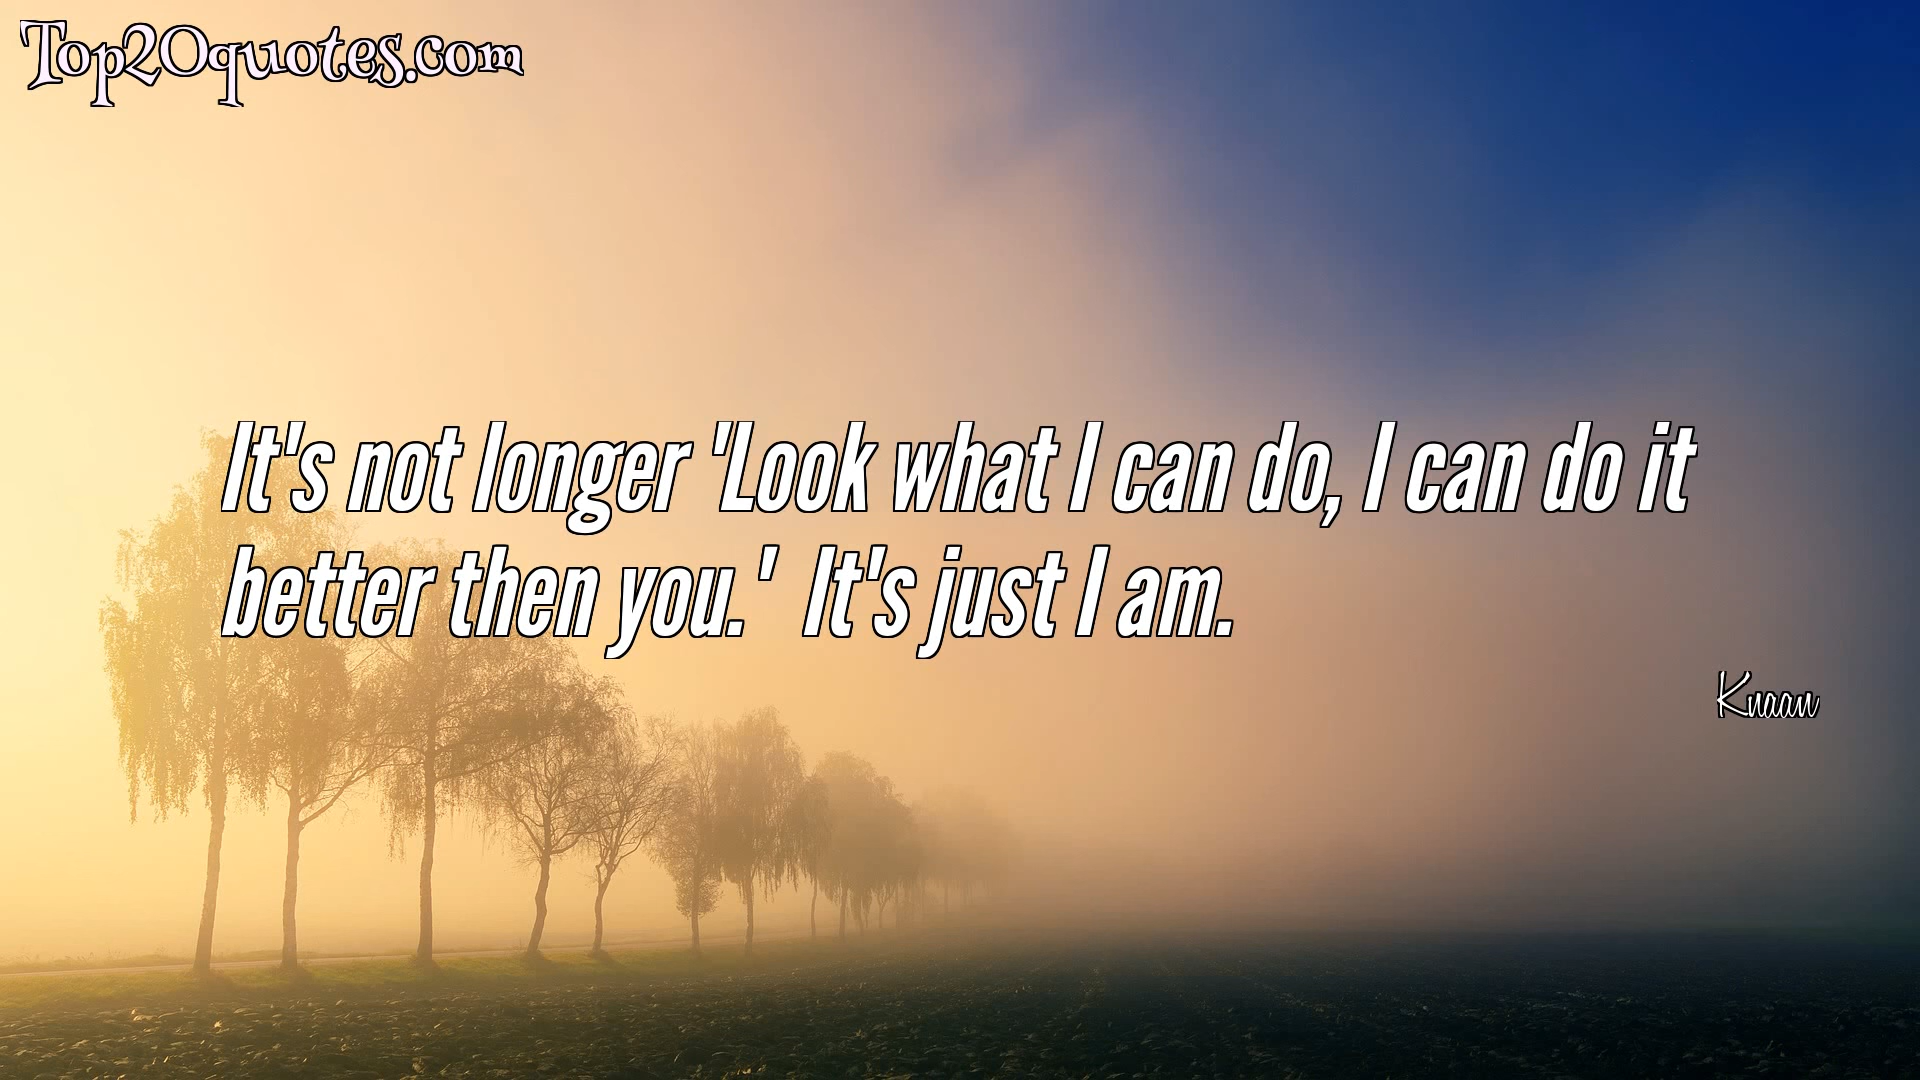 Top20quotes.com
It's not longer 'Look what I can do, I can do it
better then you.'  It's just I am.
Knaan